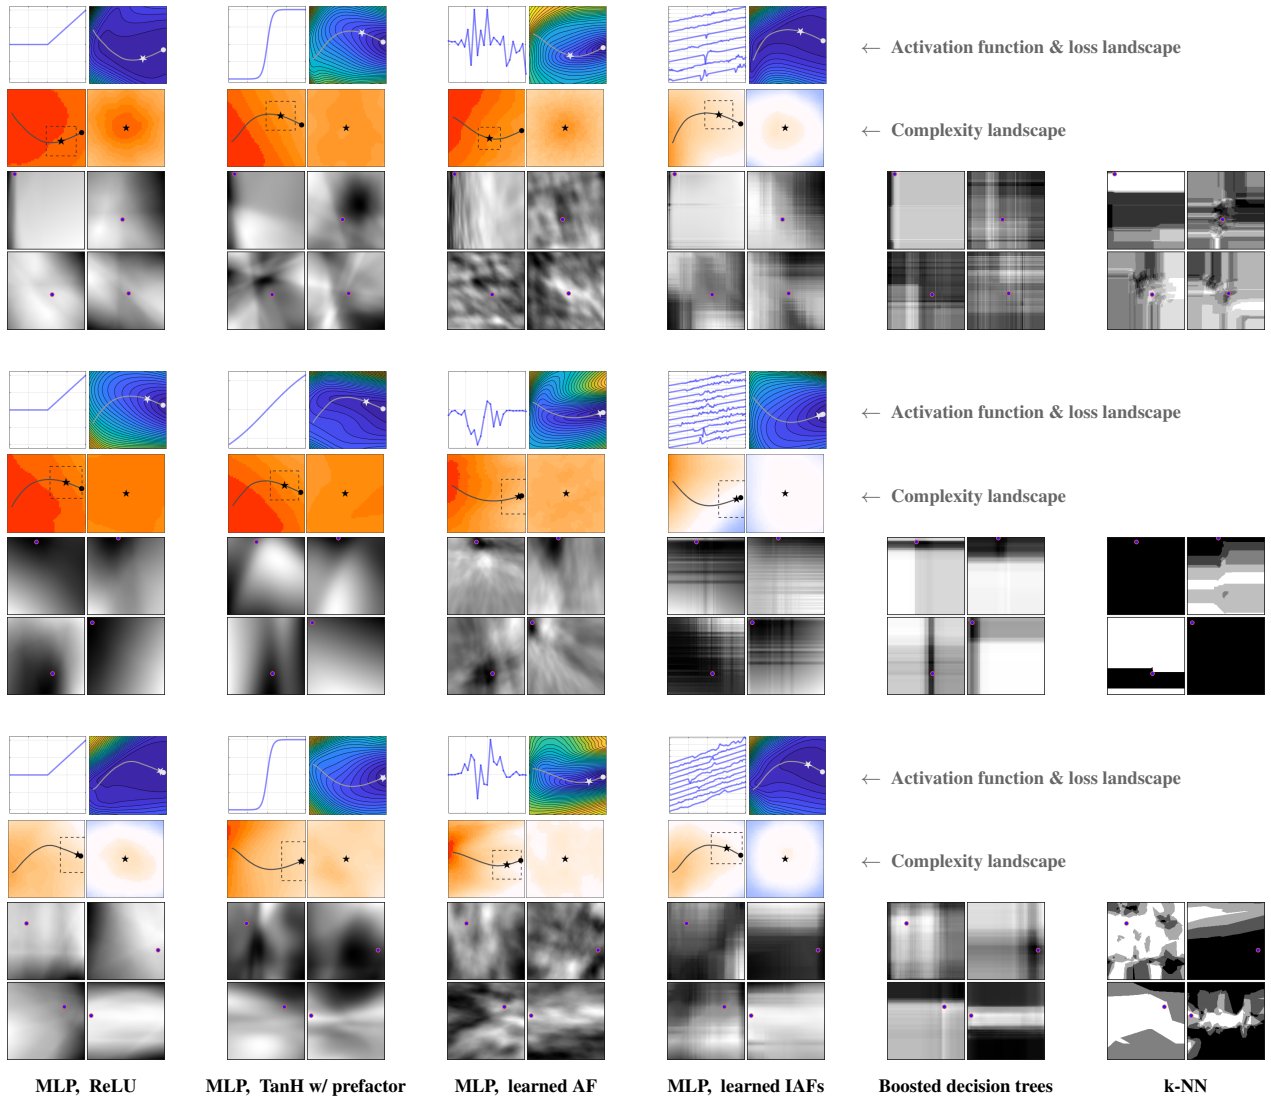 ← Activation function & loss landscape
← Complexity landscape
← Activation function & loss landscape
← Complexity landscape
← Activation function & loss landscape
← Complexity landscape
MLP, ReLU MLP, TanH w/ prefactor MLP, learned AF MLP, learned IAFs Boosted decision trees k-NN